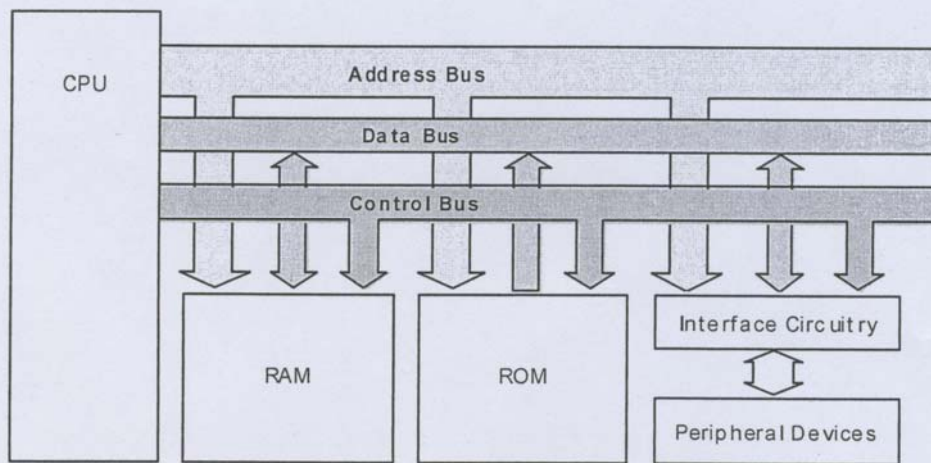 CPU
Address Bus
Data Bus
Control Bus
RAM
ROM
Interface Circuitry
Peripheral Devices